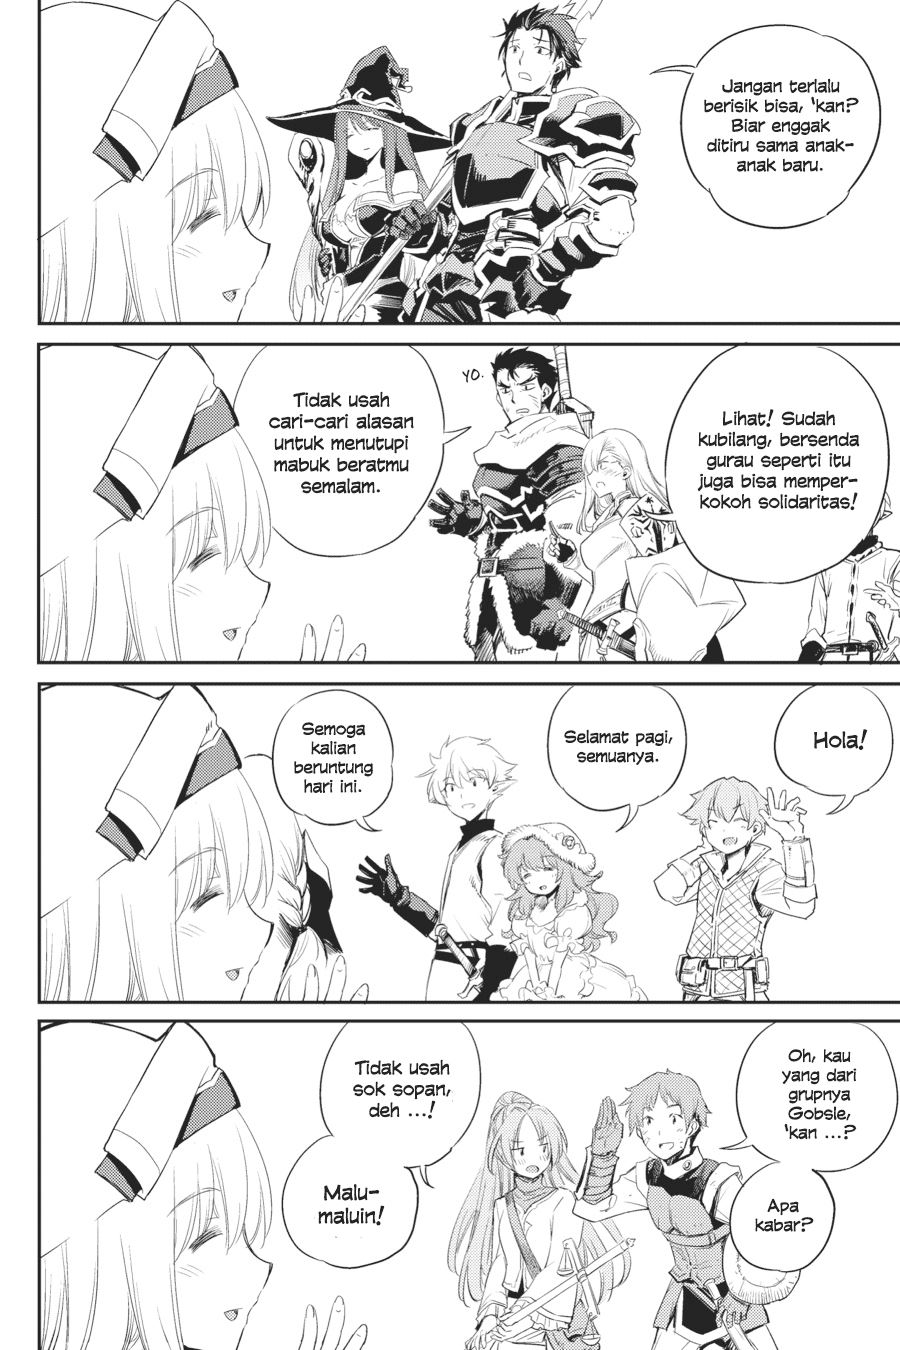 Jangan terlalu
berisik bisa, 'kan?
Biar enggak
ditiru sama anak-
anak baru.
Lihat! Sudah
kubilang, bersenda
gurau seperti itu
juga bisa memper-
kokoh solidaritas!
YO.
Tidak usah
cari-cari alasan
untuk menutupi
mabuk beratmu
semalam.
Hola!
Selamat pagi,
semuanya.
Semoga
kalian
beruntung
hari ini.
Oh, kau
yang dari
grupnya
Gobsle,
'kan ...?
Apa
kabar?
Tidak usah
sok sopan,
deh ...!
Malu-
maluin!